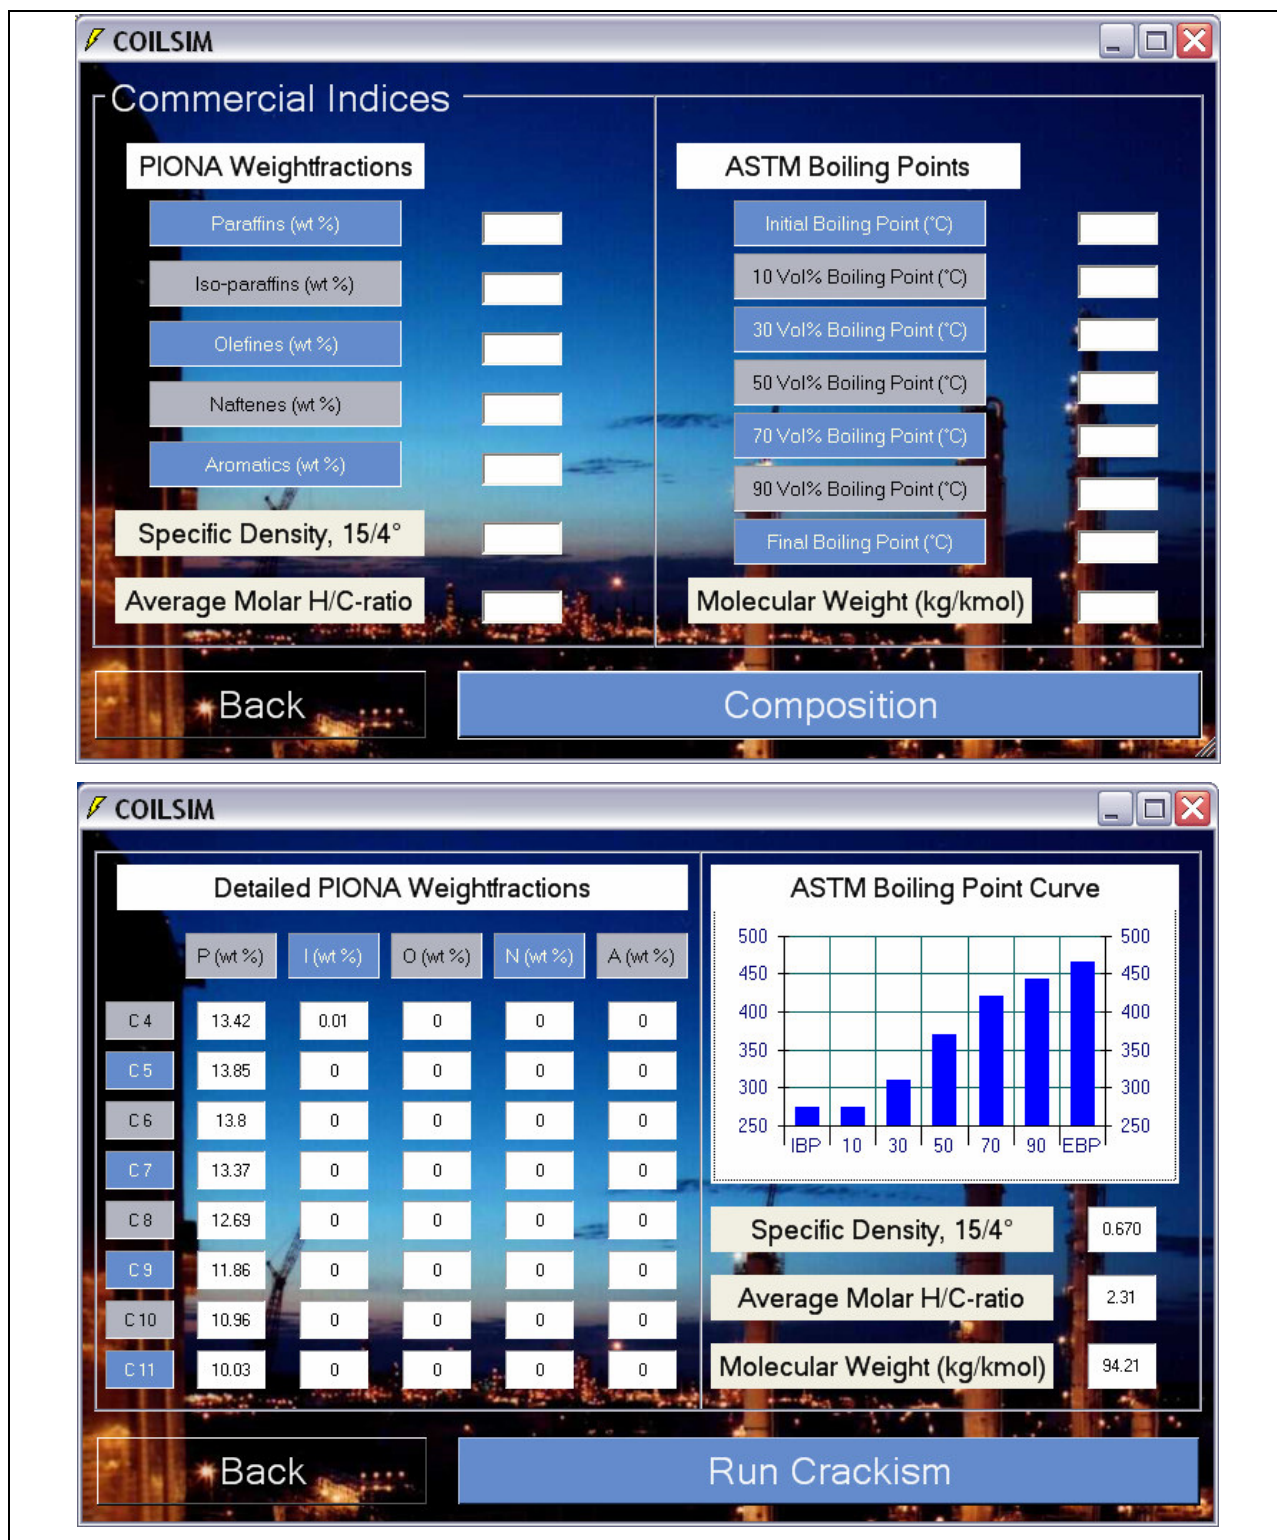 COILSIM
Commercial Indices
PIONA Weightfractions
Paraffins (wt %)
Iso-paraffins (wt %)
Olefines (wt %)
Naftenes (wt %)
Aromatics (wt %)
Specific Density, 15/4°
Average Molar H/C-ratio
ASTM Boiling Points
Initial Boiling Point (°C)
10 Vol% Boiling Point (°C)
30 Vol% Boiling Point (°C)
50 Vol% Boiling Point (°C)
70 Vol% Boiling Point (°C)
90 Vol% Boiling Point (°C)
Final Boiling Point (°C)
Molecular Weight (kg/kmol)
Back
Composition
COILSIM
Detailed PIONA Weightfractions
P (wt %) I (wt %) O (wt %) N (wt %) A (wt %)
C 4 13.42 0.01 0 0 0
C 5 13.85 0 0 0 0
C 6 13.8 0 0 0 0
C 7 13.37 0 0 0 0
C 8 12.69 0 0 0 0
C 9 11.86 0 0 0 0
C 10 10.96 0 0 0 0
C 11 10.03 0 0 0 0
ASTM Boiling Point Curve
500 500
450 450
400 400
350 350
300 300
250 250
IBP 10 30 50 70 90 EBP
Specific Density, 15/4° 0.670
Average Molar H/C-ratio 2.31
Molecular Weight (kg/kmol) 94.21
Back
Run Crackism